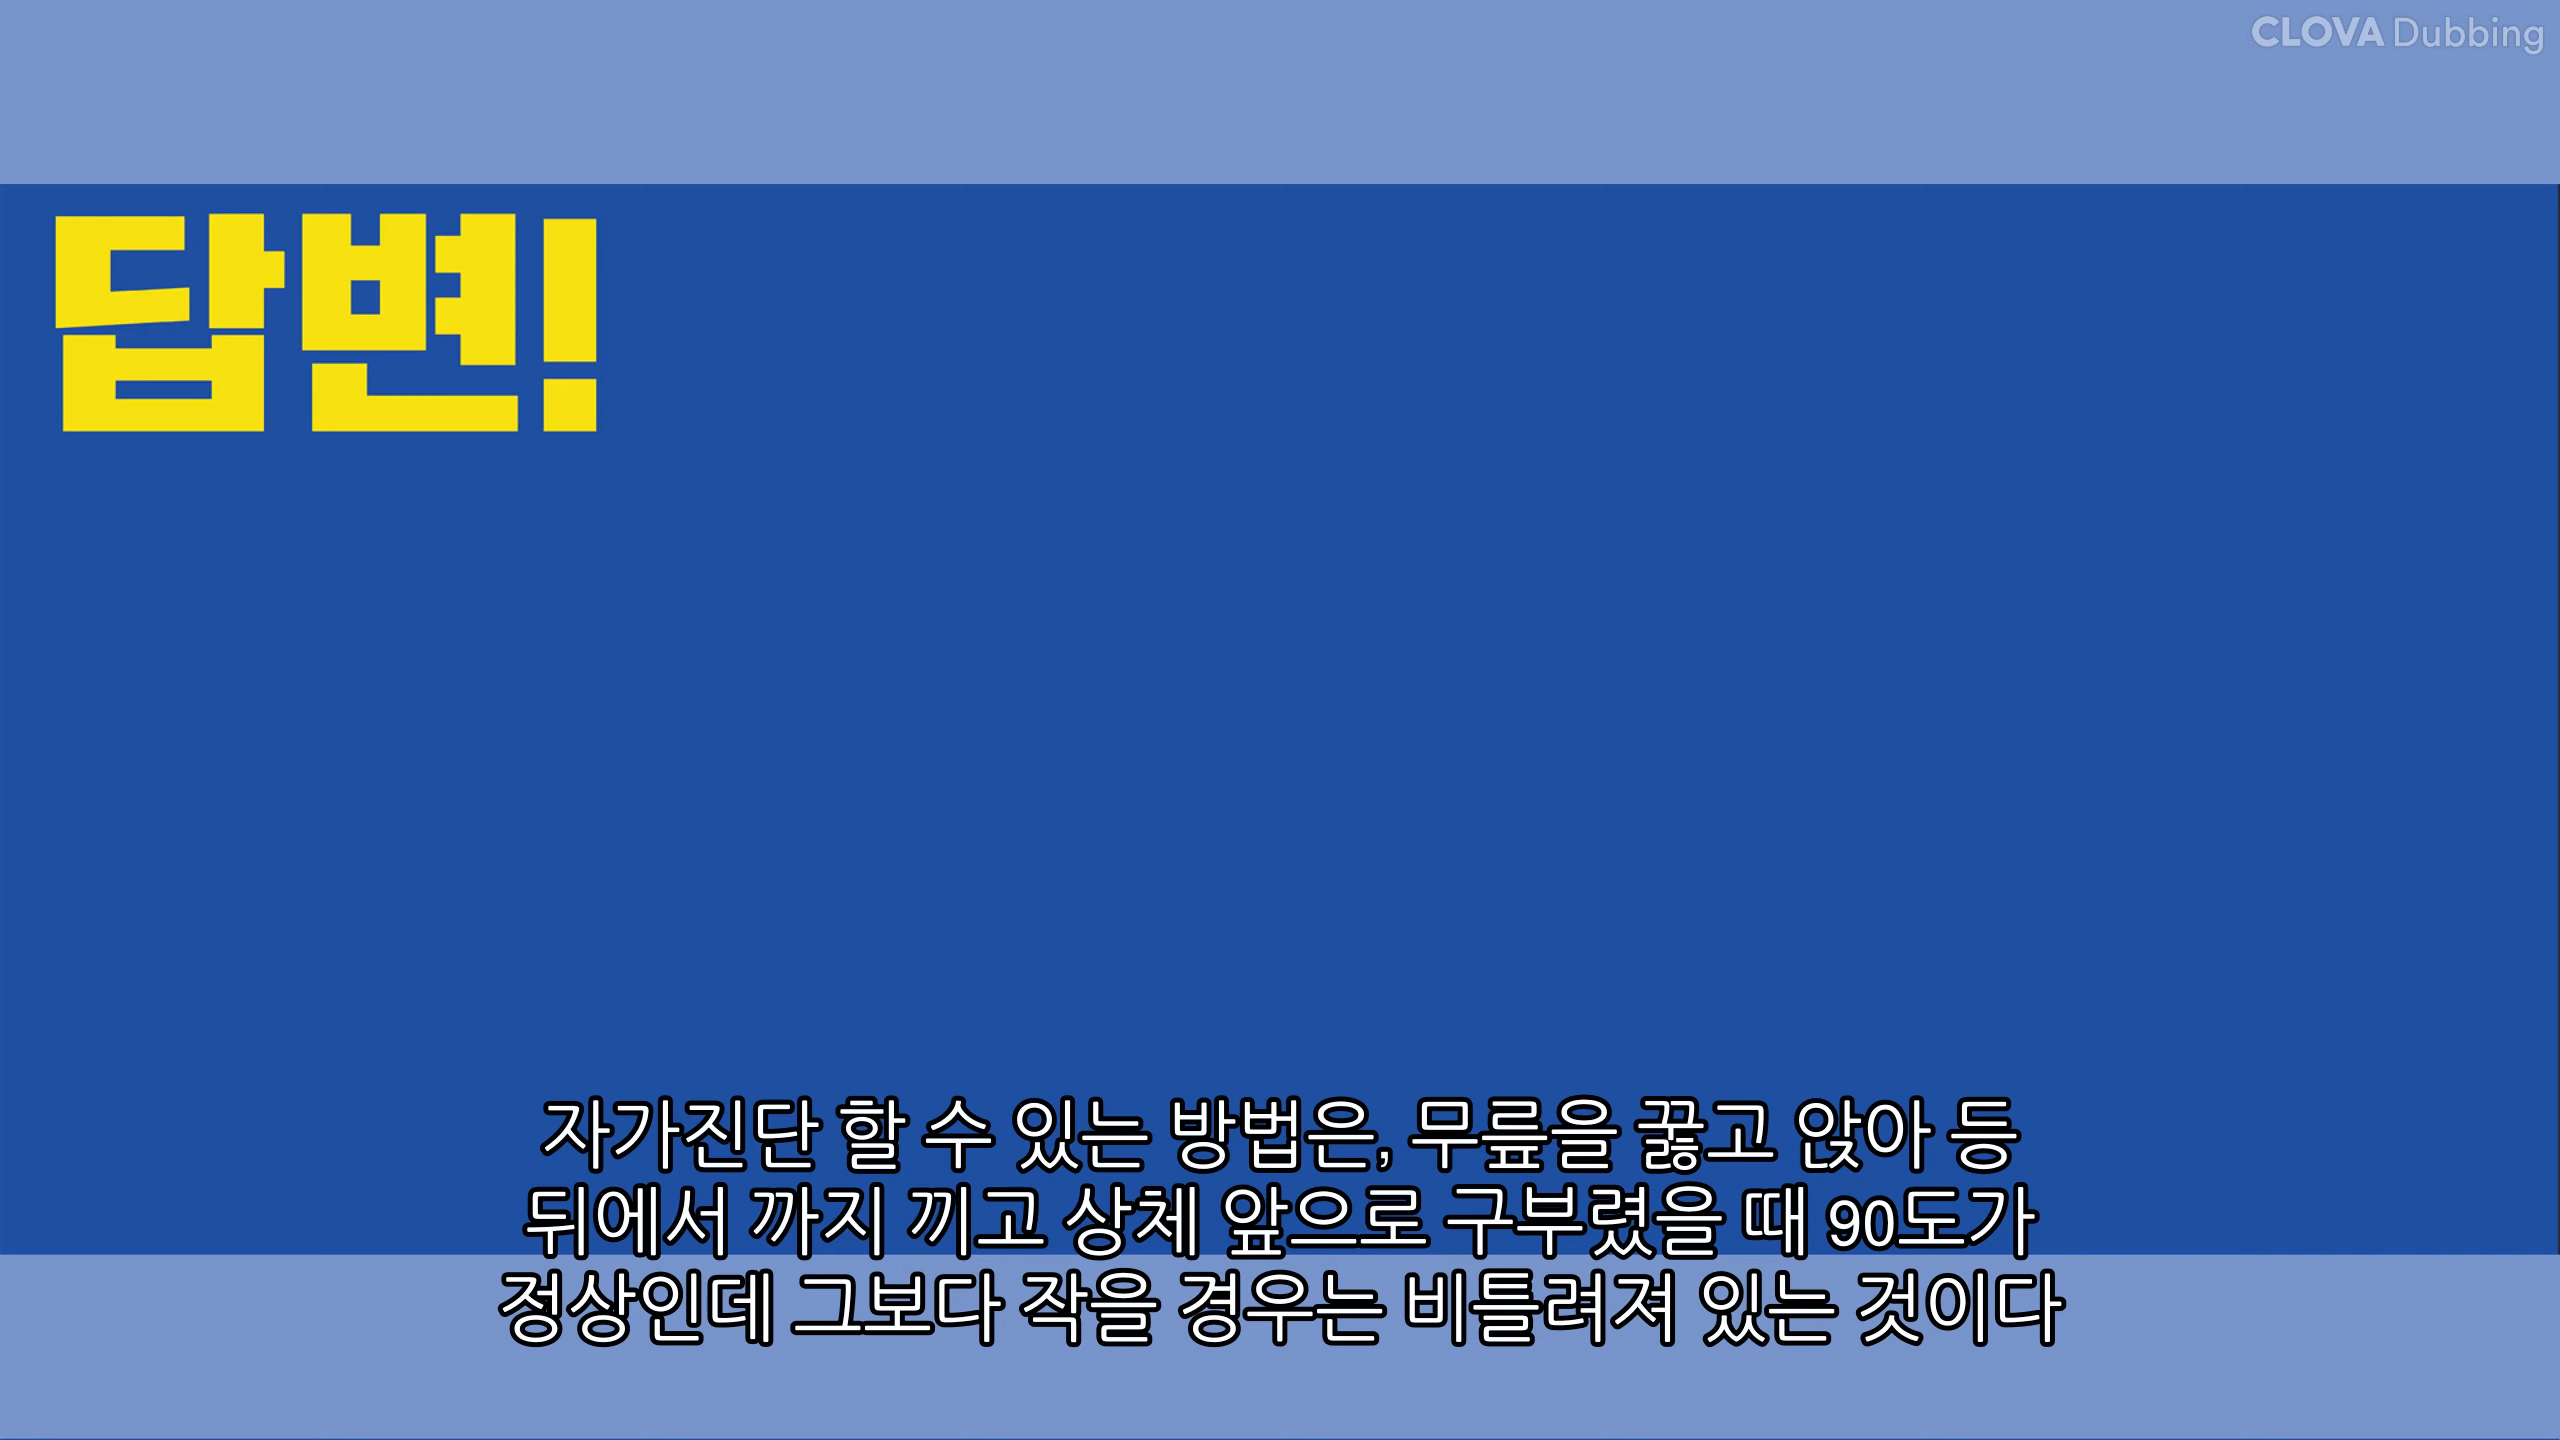 CLOVA Dubbing
답변!
자가진단 할 수 있는 방법은, 무릎을 꿇고 앉아 등
뒤에서 까지 끼고 상체 앞으로 구부렸을 때 90도가
정상인데 그보다 작을 경우는 비틀려져 있는 것이다